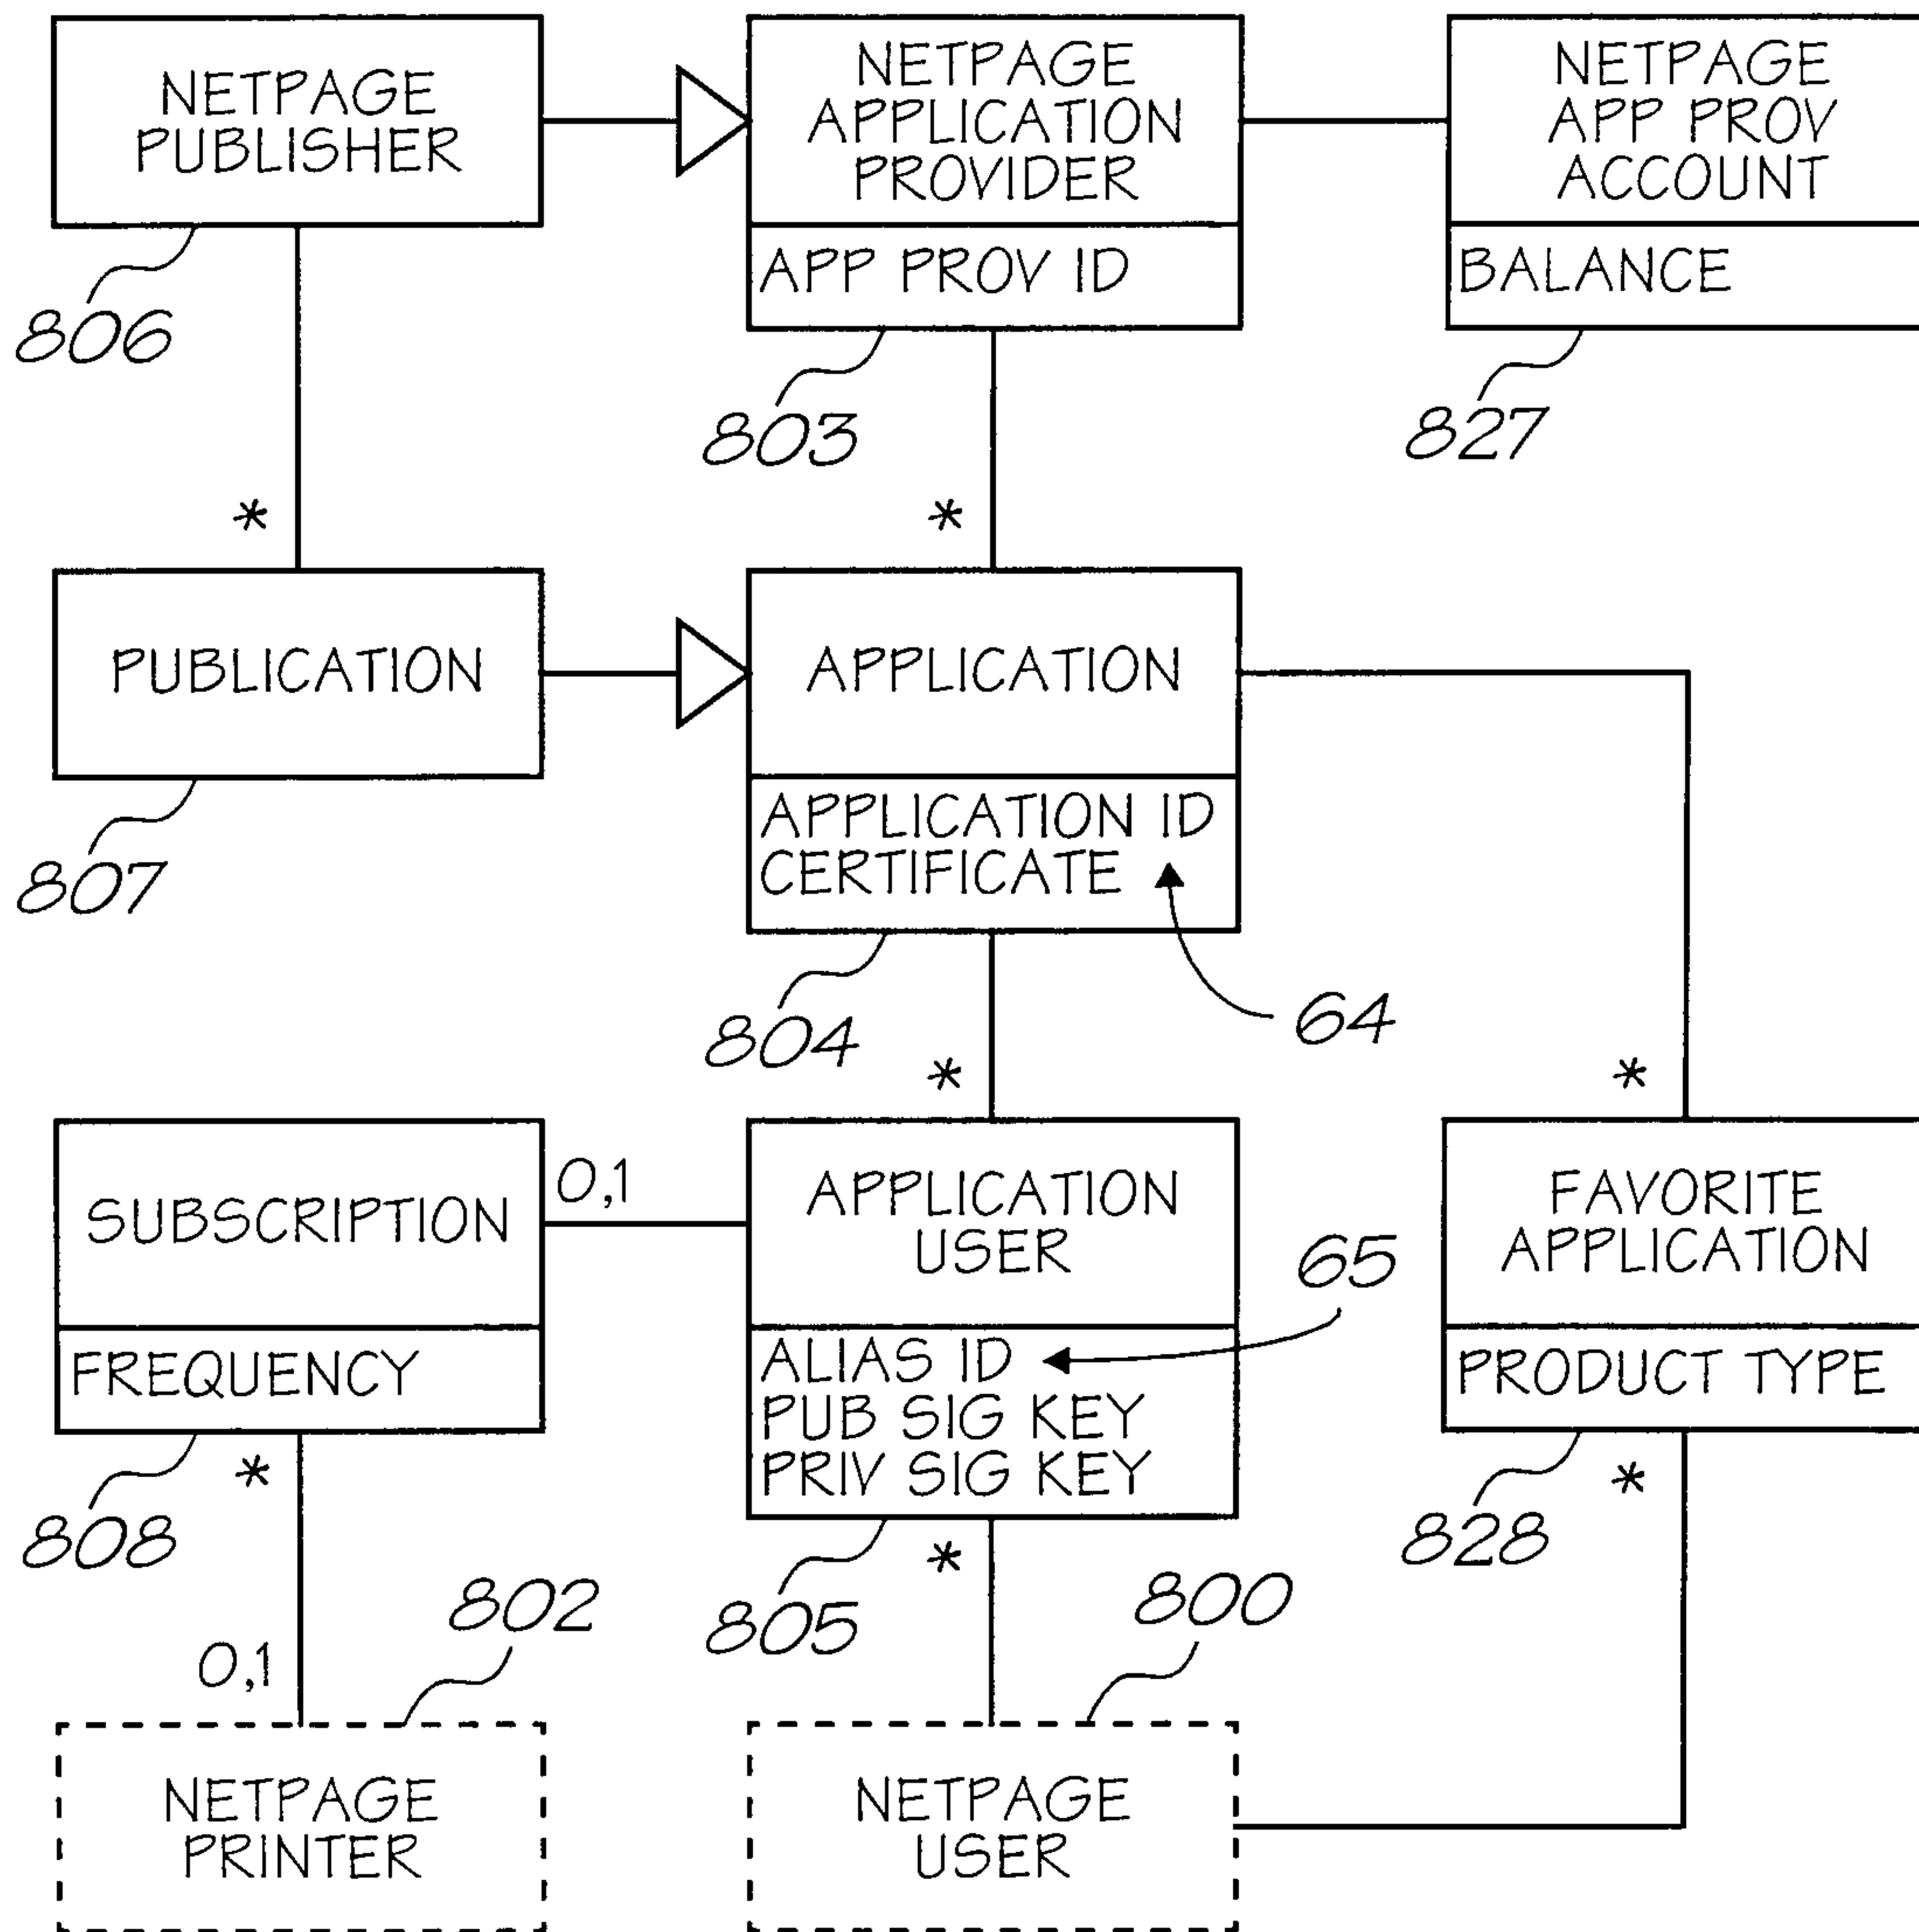 NETPAGE
PUBLISHER
NETPAGE
APPLICATION
PROVIDER
APP PROV ID
NETPAGE
APP PROV
ACCOUNT
BALANCE
806
803
827
*
*
PUBLICATION
APPLICATION
APPLICATION ID
CERTIFICATE
807
804
64
*
*
SUBSCRIPTION
FREQUENCY
0,1
APPLICATION
USER
ALIAS ID
PUB SIG KEY
PRIV SIG KEY
65
FAVORITE
APPLICATION
PRODUCT TYPE
808
*
802
805
*
800
828
*
0,1
NETPAGE
PRINTER
NETPAGE
USER